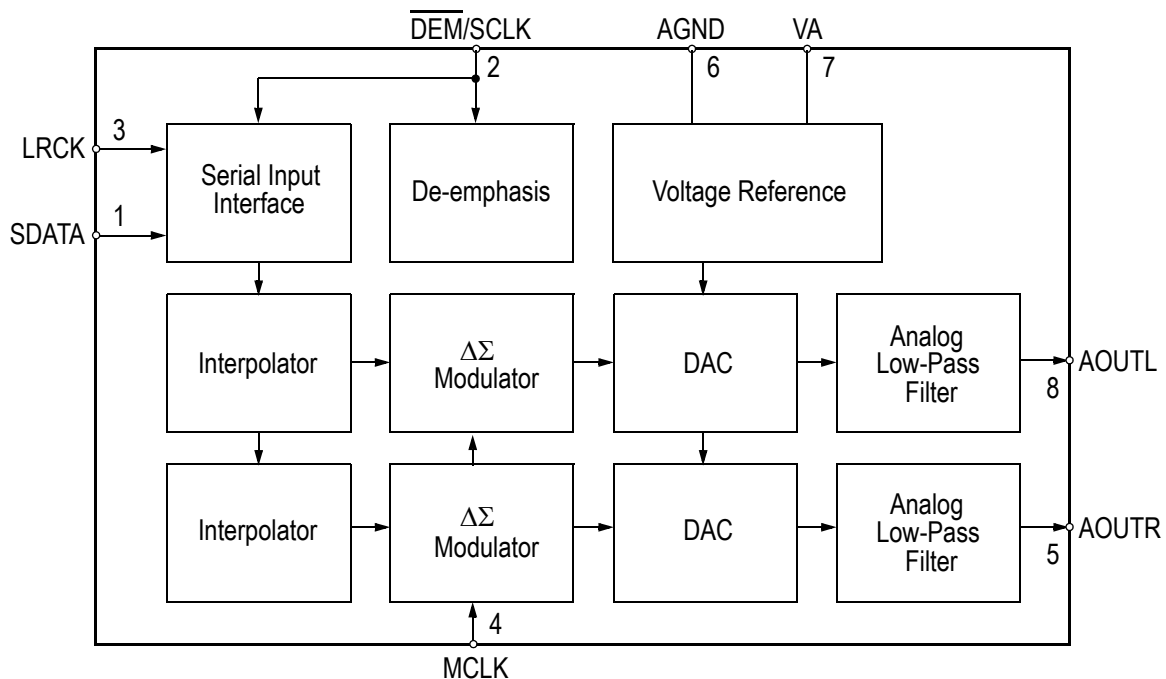 DEM/SCLK
AGND
VA
2
6
7
LRCK
3
SDATA
1
Serial Input
Interface
De-emphasis
Voltage Reference
Interpolator
ΔΣ
Modulator
DAC
Analog
Low-Pass
Filter
AOUTL
8
Interpolator
ΔΣ
Modulator
DAC
Analog
Low-Pass
Filter
AOUTR
5
4
MCLK